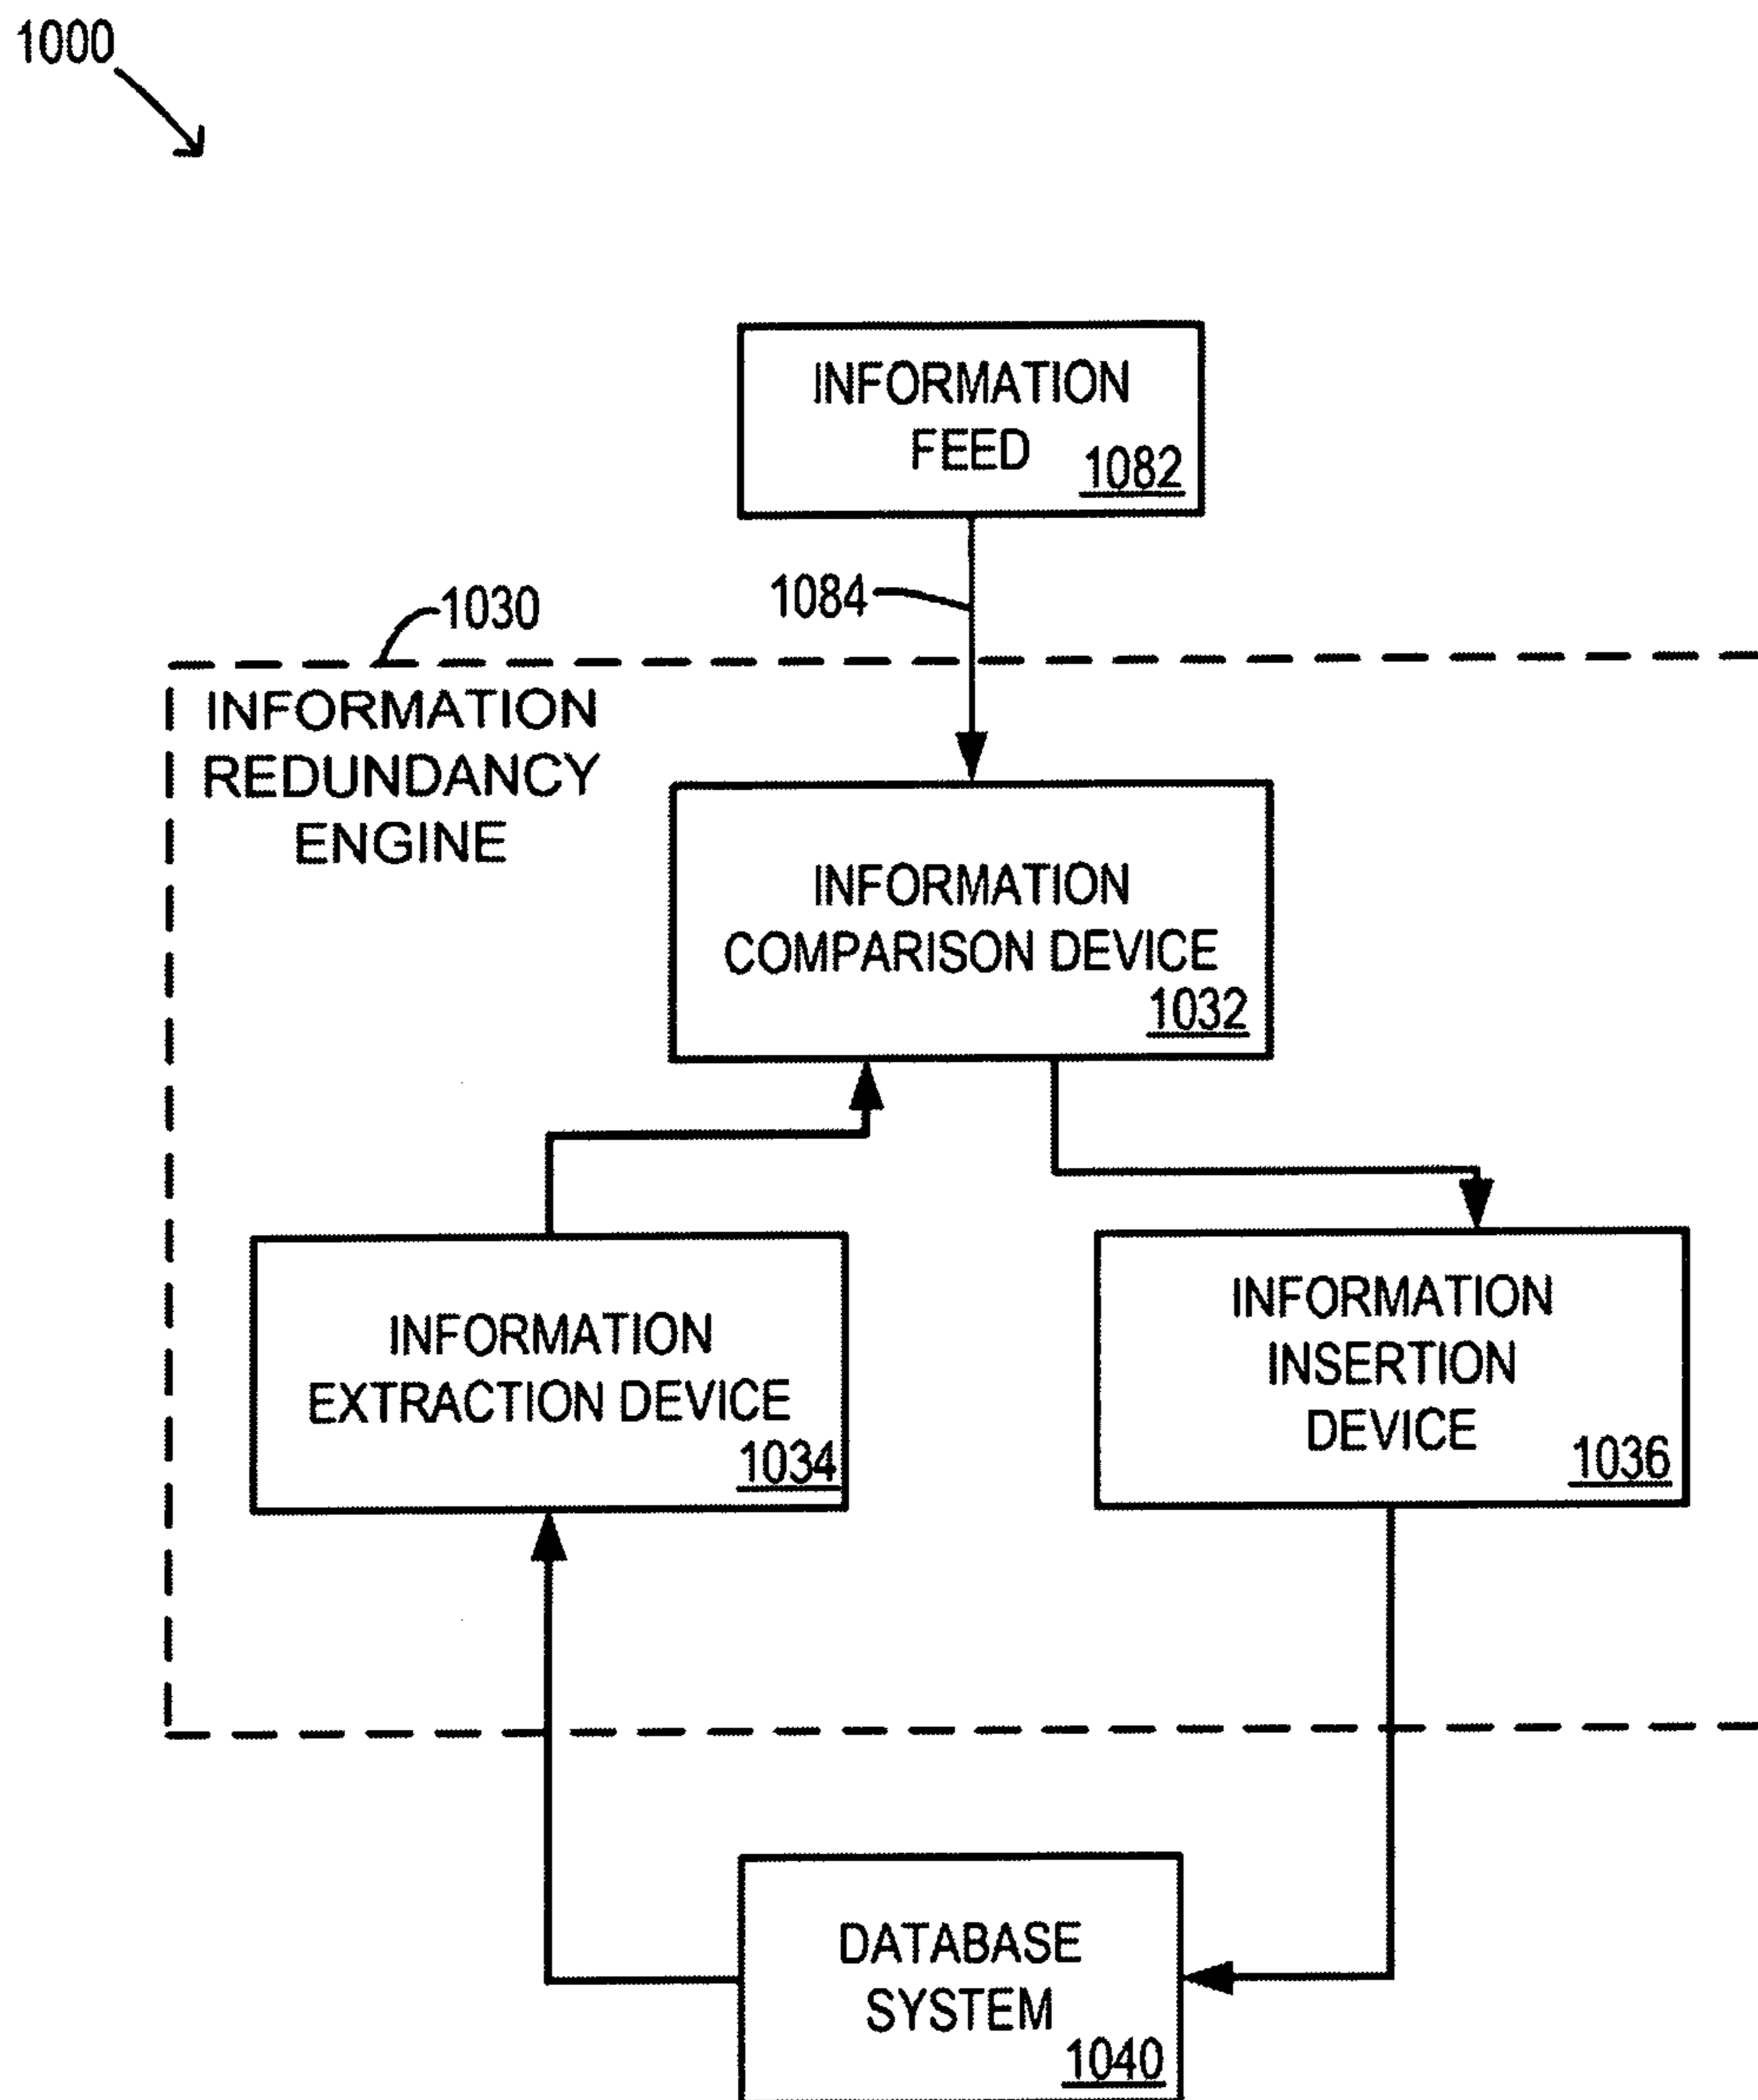 1000
INFORMATION
FEED
1082
1084
1030
INFORMATION
REDUNDANCY
ENGINE
INFORMATION
COMPARISON DEVICE
1032
INFORMATION
EXTRACTION DEVICE
1034
INFORMATION
INSERTION
DEVICE
1036
DATABASE
SYSTEM
1040